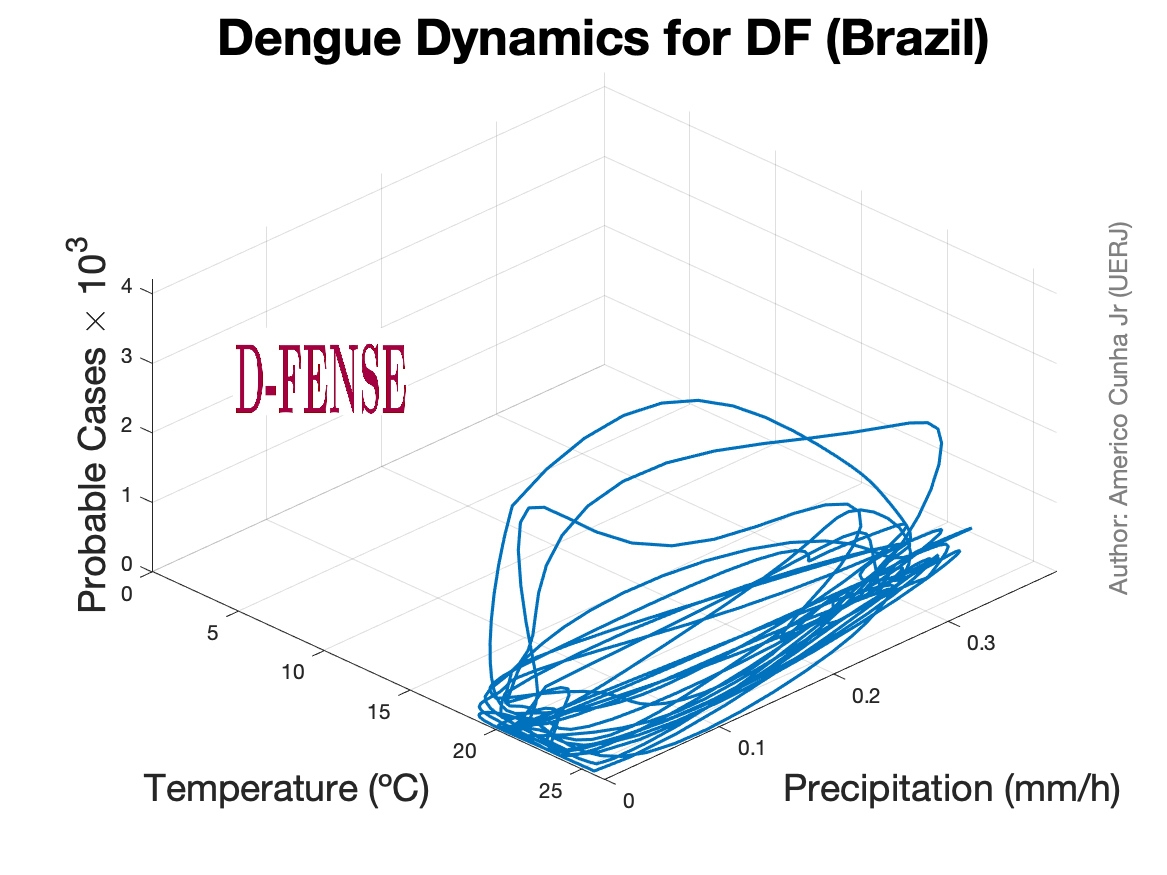 Dengue Dynamics for DF (Brazil)
Probable Cases × 10³
4
3
2
1
0
D-FENSE
0
5
10
15
20
25
Temperature (ºC)
0
0.1
0.2
0.3
Precipitation (mm/h)
Author: Americo Cunha Jr (UERJ)